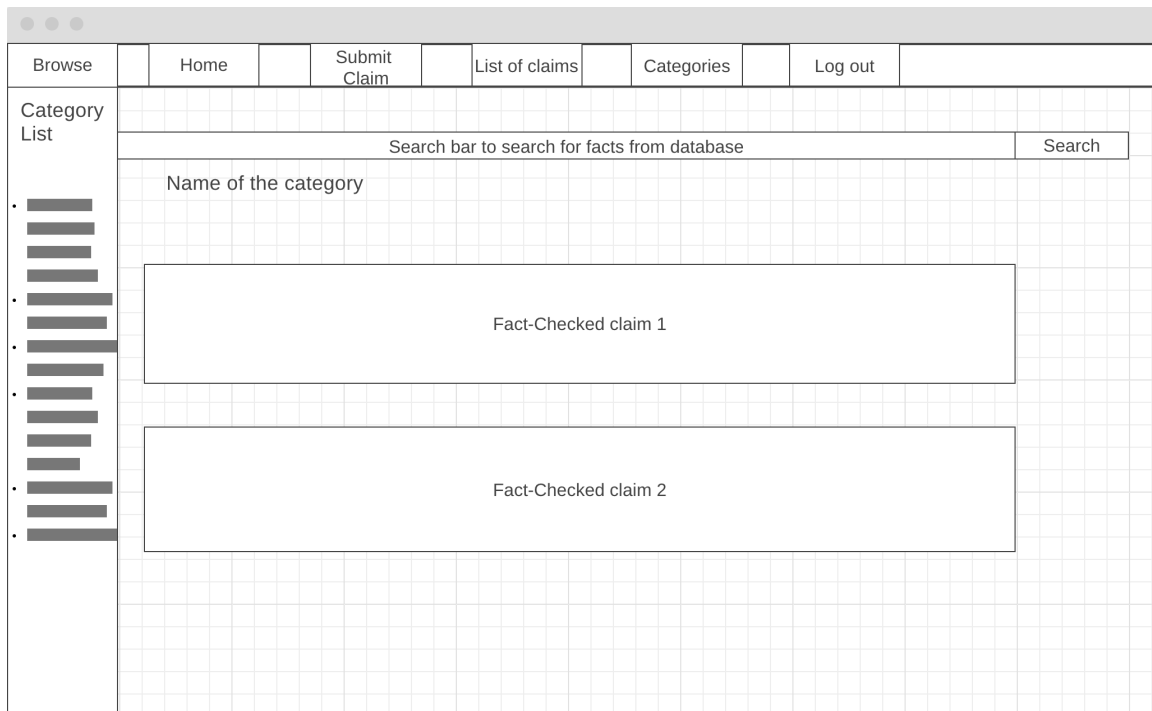 Browse
Home
Submit
Claim
List of claims
Categories
Log out
Category
List
Search bar to search for facts from database
Search
Name of the category
Fact-Checked claim 1
Fact-Checked claim 2